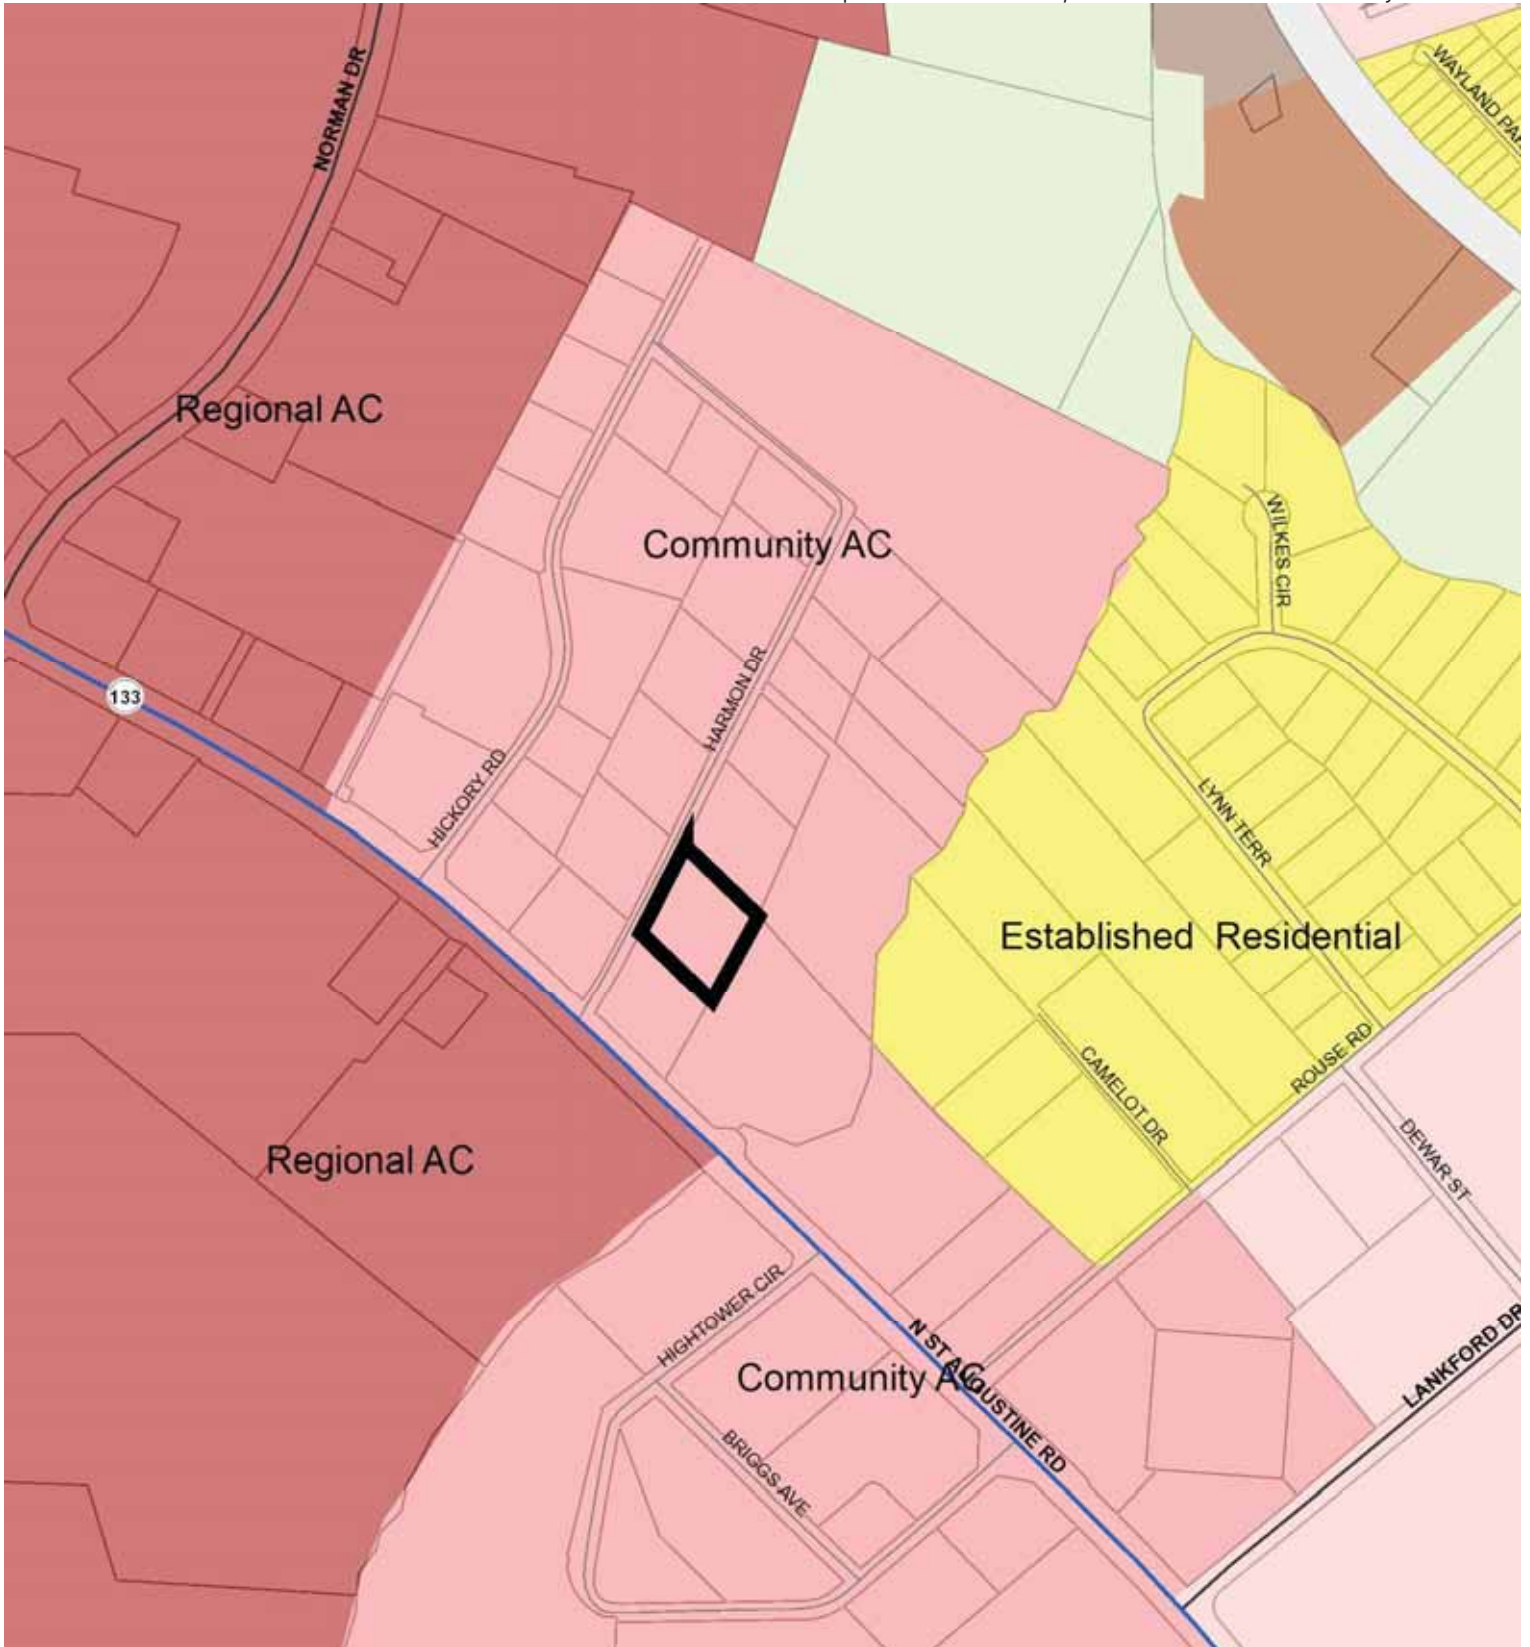 NORMAN DR
WAYLAND PAR
Regional AC
Community AC
WILKES CIR
HARMON DR
133
HICKORY RD
LYNN TERR
Established Residential
ROUSE RD
CAMELOT DR
DEWAR ST
Regional AC
HIGHTOWER CIR
N ST AUGUSTINE RD
Community AC
LANKFORD DR
BRIGGS AVE